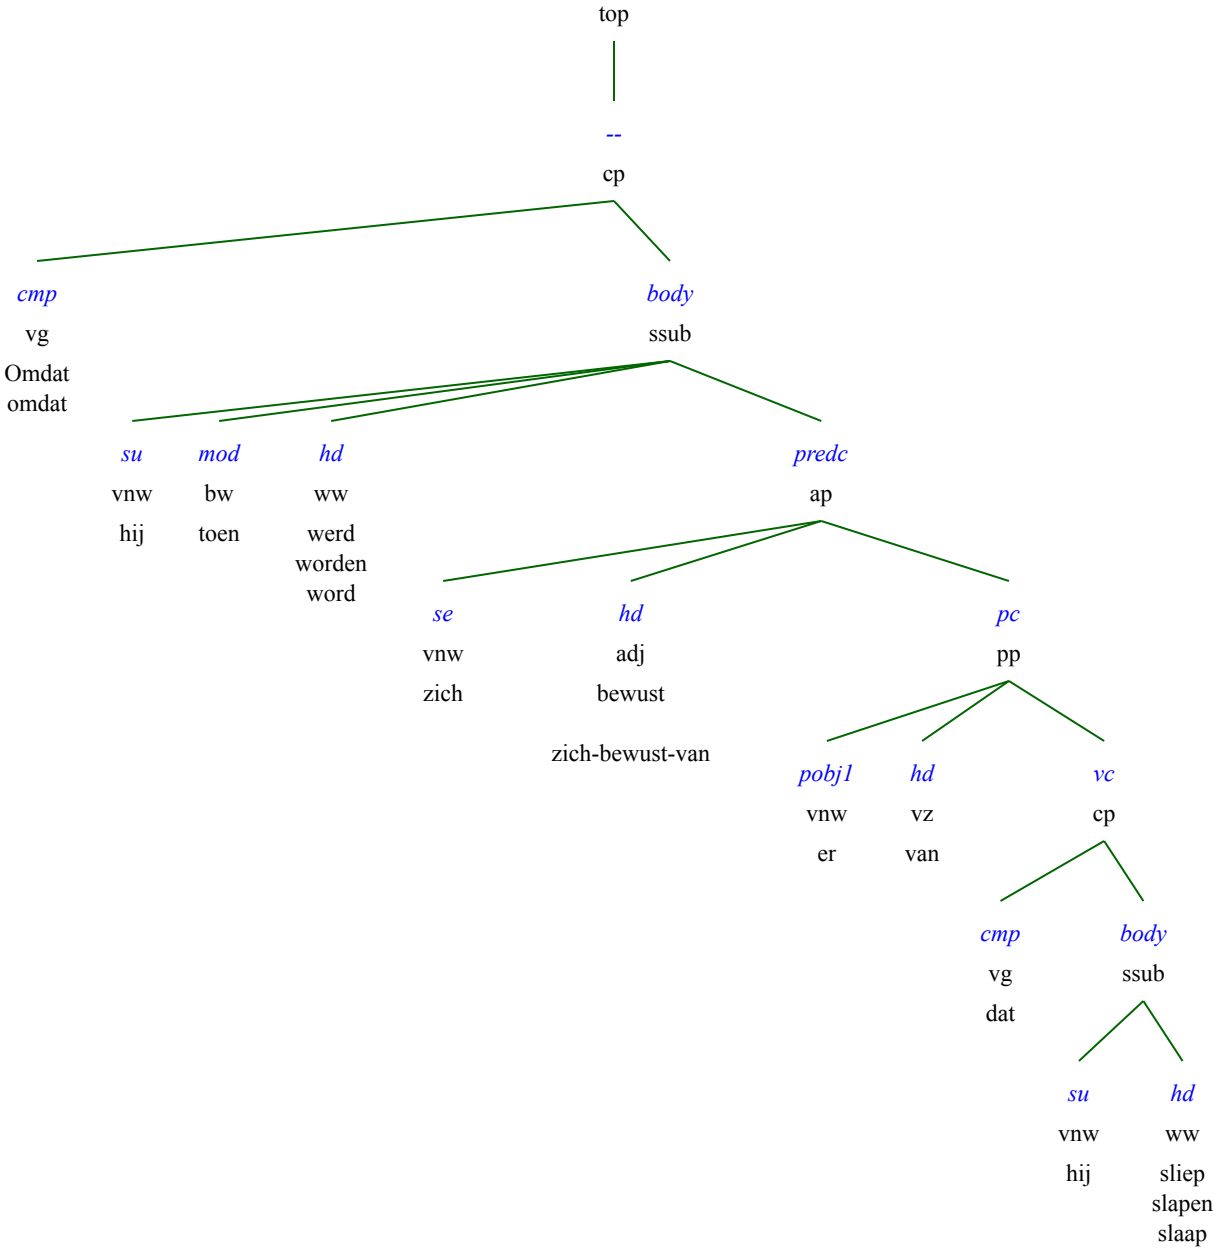 top
--
cp
cmp body
vg ssub
Omdat
omdat
su mod hd predc
vnw bw ww ap
hij toen werd
worden
word
se hd pc
vnw adj pp
zich bewust
zich-bewust-van
pobj1 hd vc
vnw vz cp
er van
cmp body
vg ssub
dat
su hd
vnw ww
hij sliep
slapen
slaap